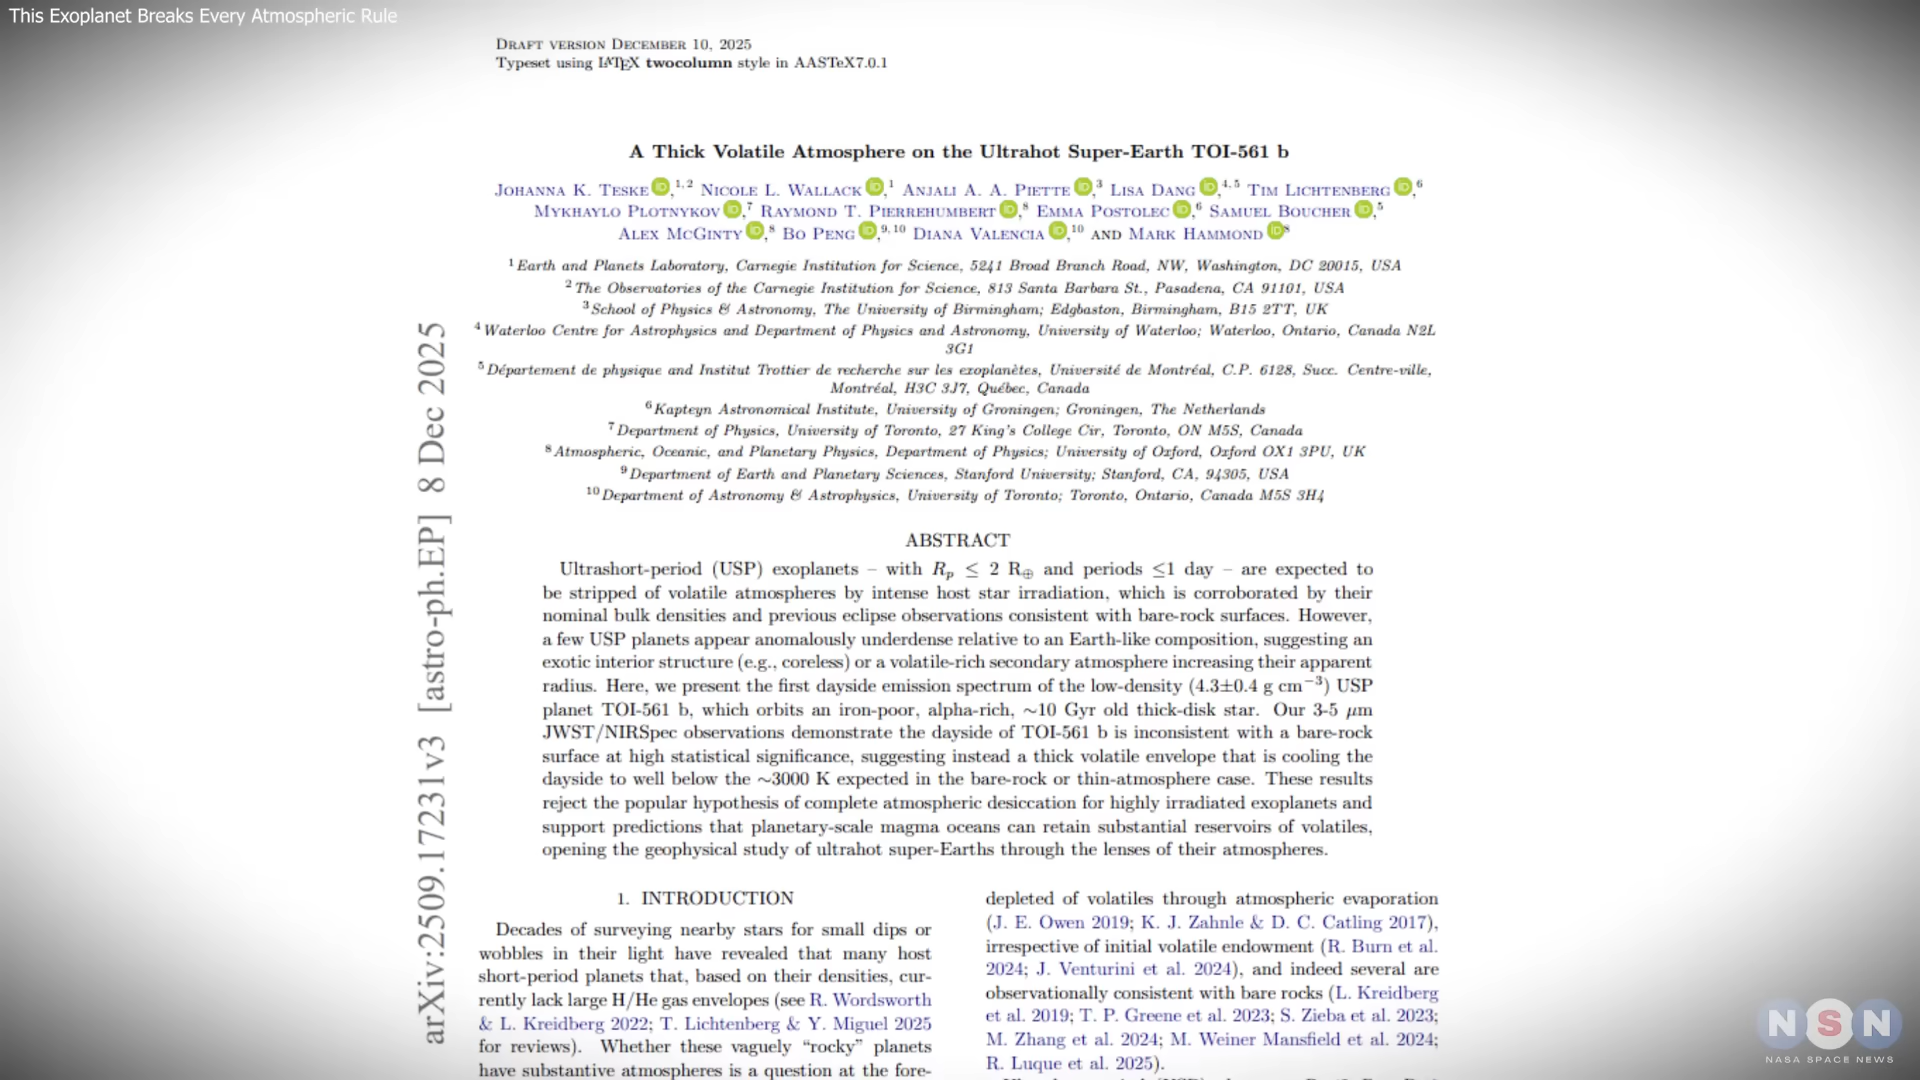 This Exoplanet Breaks Every Atmospheric Rule
DRAFT VERSION DECEMBER 10, 2025
Typeset using LATEX twocolumn style in AASTeX7.0.1
A Thick Volatile Atmosphere on the Ultrahot Super-Earth TOI-561 b
JOHANNA K. TESKE iD,1,2 NICOLE L. WALLACK iD,1 ANJALI A. A. PIETTE iD,3 LISA DANG iD,4,5 TIM LICHTENBERG iD,6
MYKHAYLO PLOTNYKOV iD,7 RAYMOND T. PIERREHUMBERT iD,8 EMMA POSTOLEC iD,6 SAMUEL BOUCHER iD,5
ALEX MCGINTY iD,8 BO PENG iD,9,10 DIANA VALENCIA iD,10 AND MARK HAMMOND iD8
1Earth and Planets Laboratory, Carnegie Institution for Science, 5241 Broad Branch Road, NW, Washington, DC 20015, USA
2The Observatories of the Carnegie Institution for Science, 813 Santa Barbara St., Pasadena, CA 91101, USA
3School of Physics & Astronomy, The University of Birmingham; Edgbaston, Birmingham, B15 2TT, UK
4Waterloo Centre for Astrophysics and Department of Physics and Astronomy, University of Waterloo; Waterloo, Ontario, Canada N2L
3G1
5Département de physique and Institut Trottier de recherche sur les exoplanètes, Université de Montréal, C.P. 6128, Succ. Centre-ville,
Montréal, H3C 3J7, Québec, Canada
6Kapteyn Astronomical Institute, University of Groningen; Groningen, The Netherlands
7Department of Physics, University of Toronto, 27 King's College Cir, Toronto, ON M5S, Canada
8Atmospheric, Oceanic, and Planetary Physics, Department of Physics; University of Oxford, Oxford OX1 3PU, UK
9Department of Earth and Planetary Sciences, Stanford University; Stanford, CA, 94305, USA
10Department of Astronomy & Astrophysics, University of Toronto; Toronto, Ontario, Canada M5S 3H4
arXiv:2509.17231v3 [astro-ph.EP] 8 Dec 2025
ABSTRACT
Ultrashort-period (USP) exoplanets – with Rp ≤ 2 R⊕ and periods ≤1 day – are expected to
be stripped of volatile atmospheres by intense host star irradiation, which is corroborated by their
nominal bulk densities and previous eclipse observations consistent with bare-rock surfaces. However,
a few USP planets appear anomalously underdense relative to an Earth-like composition, suggesting an
exotic interior structure (e.g., coreless) or a volatile-rich secondary atmosphere increasing their apparent
radius. Here, we present the first dayside emission spectrum of the low-density (4.3±0.4 g cm−3) USP
planet TOI-561 b, which orbits an iron-poor, alpha-rich, ∼10 Gyr old thick-disk star. Our 3-5 μm
JWST/NIRSpec observations demonstrate the dayside of TOI-561 b is inconsistent with a bare-rock
surface at high statistical significance, suggesting instead a thick volatile envelope that is cooling the
dayside to well below the ∼3000 K expected in the bare-rock or thin-atmosphere case. These results
reject the popular hypothesis of complete atmospheric desiccation for highly irradiated exoplanets and
support predictions that planetary-scale magma oceans can retain substantial reservoirs of volatiles,
opening the geophysical study of ultrahot super-Earths through the lenses of their atmospheres.
1. INTRODUCTION
Decades of surveying nearby stars for small dips or
wobbles in their light have revealed that many host
short-period planets that, based on their densities, cur-
rently lack large H/He gas envelopes (see R. Wordsworth
& L. Kreidberg 2022; T. Lichtenberg & Y. Miguel 2025
for reviews). Whether these vaguely “rocky” planets
have substantive atmospheres is a question at the fore-
depleted of volatiles through atmospheric evaporation
(J. E. Owen 2019; K. J. Zahnle & D. C. Catling 2017),
irrespective of initial volatile endowment (R. Burn et al.
2024; J. Venturini et al. 2024), and indeed several are
observationally consistent with bare rocks (L. Kreidberg
et al. 2019; T. P. Greene et al. 2023; S. Zieba et al. 2023;
M. Zhang et al. 2024; M. Weiner Mansfield et al. 2024;
R. Luque et al. 2025).
NSN
NASA SPACE NEWS